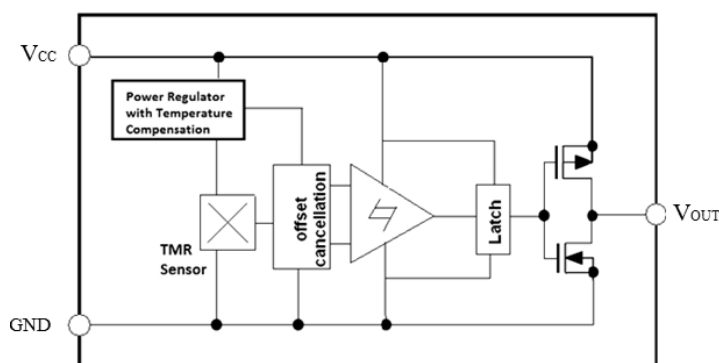 VCC
Power Regulator
with Temperature
Compensation
TMR
Sensor
offset
cancellation
Latch
VOUT
GND